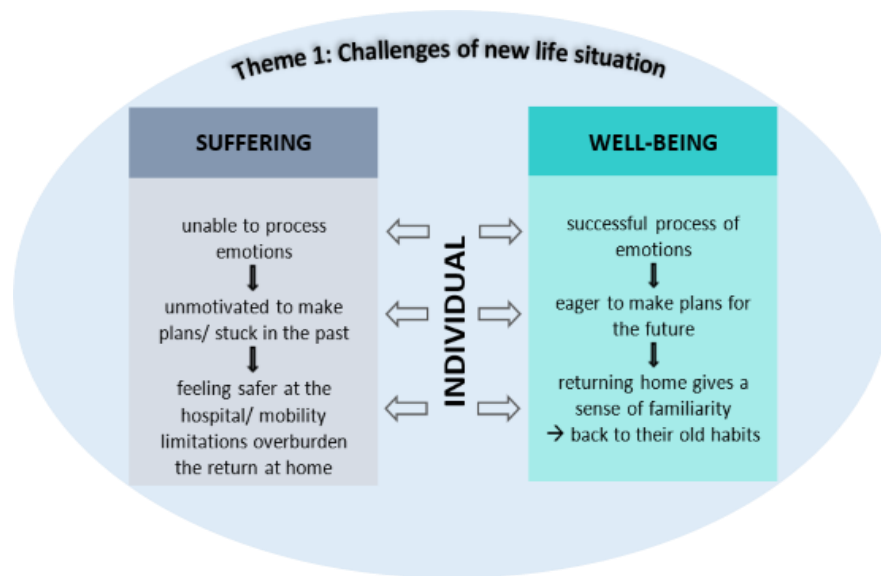 Theme 1: Challenges of new life situation
SUFFERING
unable to process
emotions
unmotivated to make
plans/ stuck in the past
feeling safer at the
hospital/ mobility
limitations overburden
the return at home
INDIVIDUAL
WELL-BEING
successful process of
emotions
eager to make plans for
the future
returning home gives a
sense of familiarity
→ back to their old habits